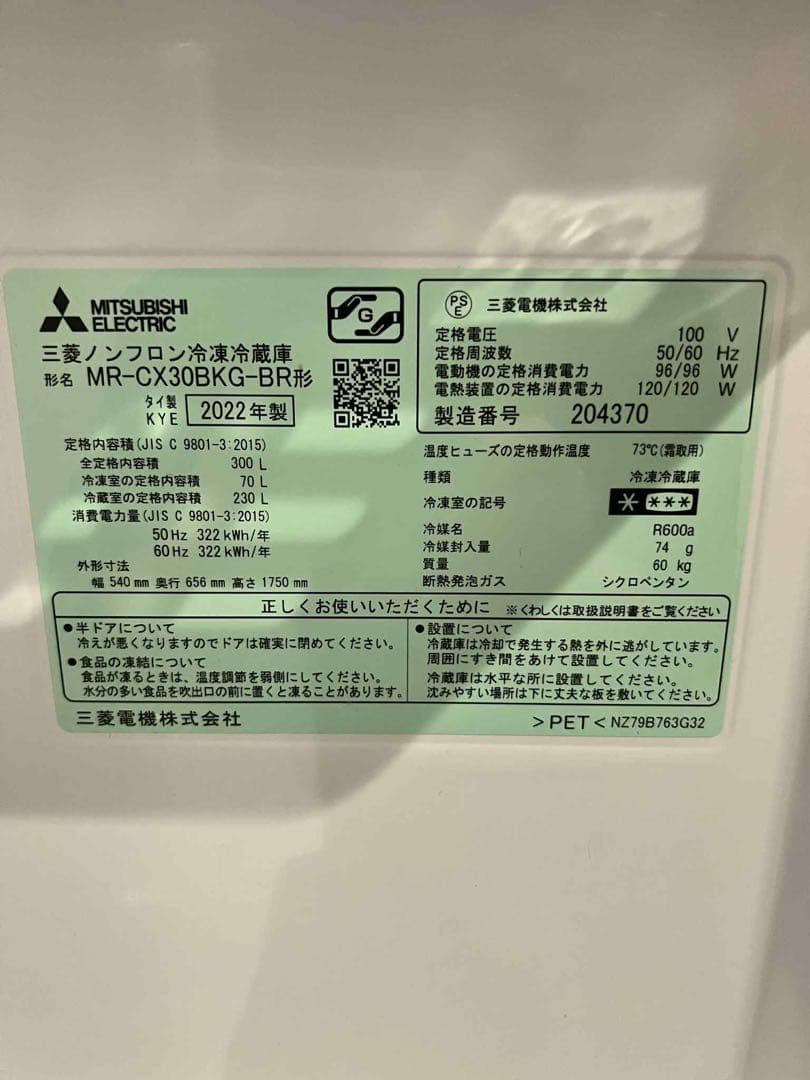 MITSUBISHI
ELECTRIC
G
三菱ノンフロン冷凍冷蔵庫
形名 MR-CX30BKG-BR形
タイ製
KYE
2022年製
定格内容積(JIS C 9801-3:2015)
全定格内容積 300 L
冷凍室の定格内容積 70 L
冷蔵室の定格内容積 230 L
消費電力量(JIS C 9801-3:2015)
50 Hz 322 kWh/年
60 Hz 322 kWh/年
外形寸法
幅 540 mm 奥行 656 mm 高さ 1750 mm
PSE 三菱電機株式会社
定格電圧 100 V
定格周波数 50/60 Hz
電動機の定格消費電力 96/96 W
電熱装置の定格消費電力 120/120 W
製造番号 204370
温度ヒューズの定格動作温度 73℃(霜取用)
種類 冷凍冷蔵庫
冷凍室の記号 * ***
冷媒名 R600a
冷媒封入量 74 g
質量 60 kg
断熱発泡ガス シクロペンタン
正しくお使いいただくために ※くわしくは取扱説明書をご覧ください
●半ドアについて
冷えが悪くなりますのでドアは確実に閉めてください。
●食品の凍結について
食品が凍るときは、温度調節を弱側にしてください。
水分の多い食品を吹出口の前に置くと凍ることがあります。
●設置について
冷蔵庫は冷却で発生する熱を外に逃がしています。
周囲にすき間をあけて設置してください。
冷蔵庫は水平な所に設置してください。
沈みやすい場所は下に丈夫な板を敷いてください。
三菱電機株式会社
>PET< NZ79B763G32